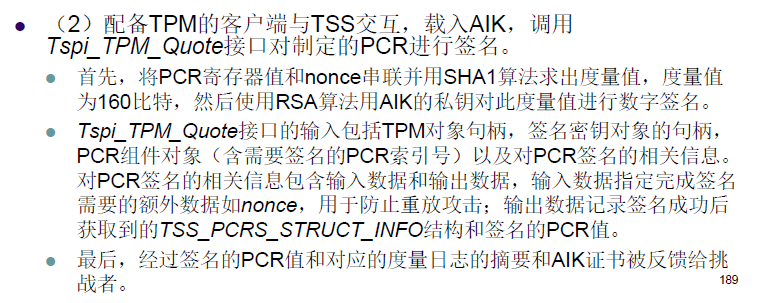 （2）配备TPM的客户端与TSS交互，载入AIK，调用
Tspi_TPM_Quote接口对制定的PCR进行签名。
首先，将PCR寄存器值和nonce串联并用SHA1算法求出度量值，度量值
为160比特，然后使用RSA算法用AIK的私钥对此度量值进行数字签名。
Tspi_TPM_Quote接口的输入包括TPM对象句柄，签名密钥对象的句柄，
PCR组件对象（含需要签名的PCR索引号）以及对PCR签名的相关信息。
对PCR签名的相关信息包含输入数据和输出数据，输入数据指定完成签名
需要的额外数据如nonce，用于防止重放攻击；输出数据记录签名成功后
获取到的TSS_PCRS_STRUCT_INFO结构和签名的PCR值。
最后，经过签名的PCR值和对应的度量日志的摘要和AIK证书被反馈给挑
战者。
189